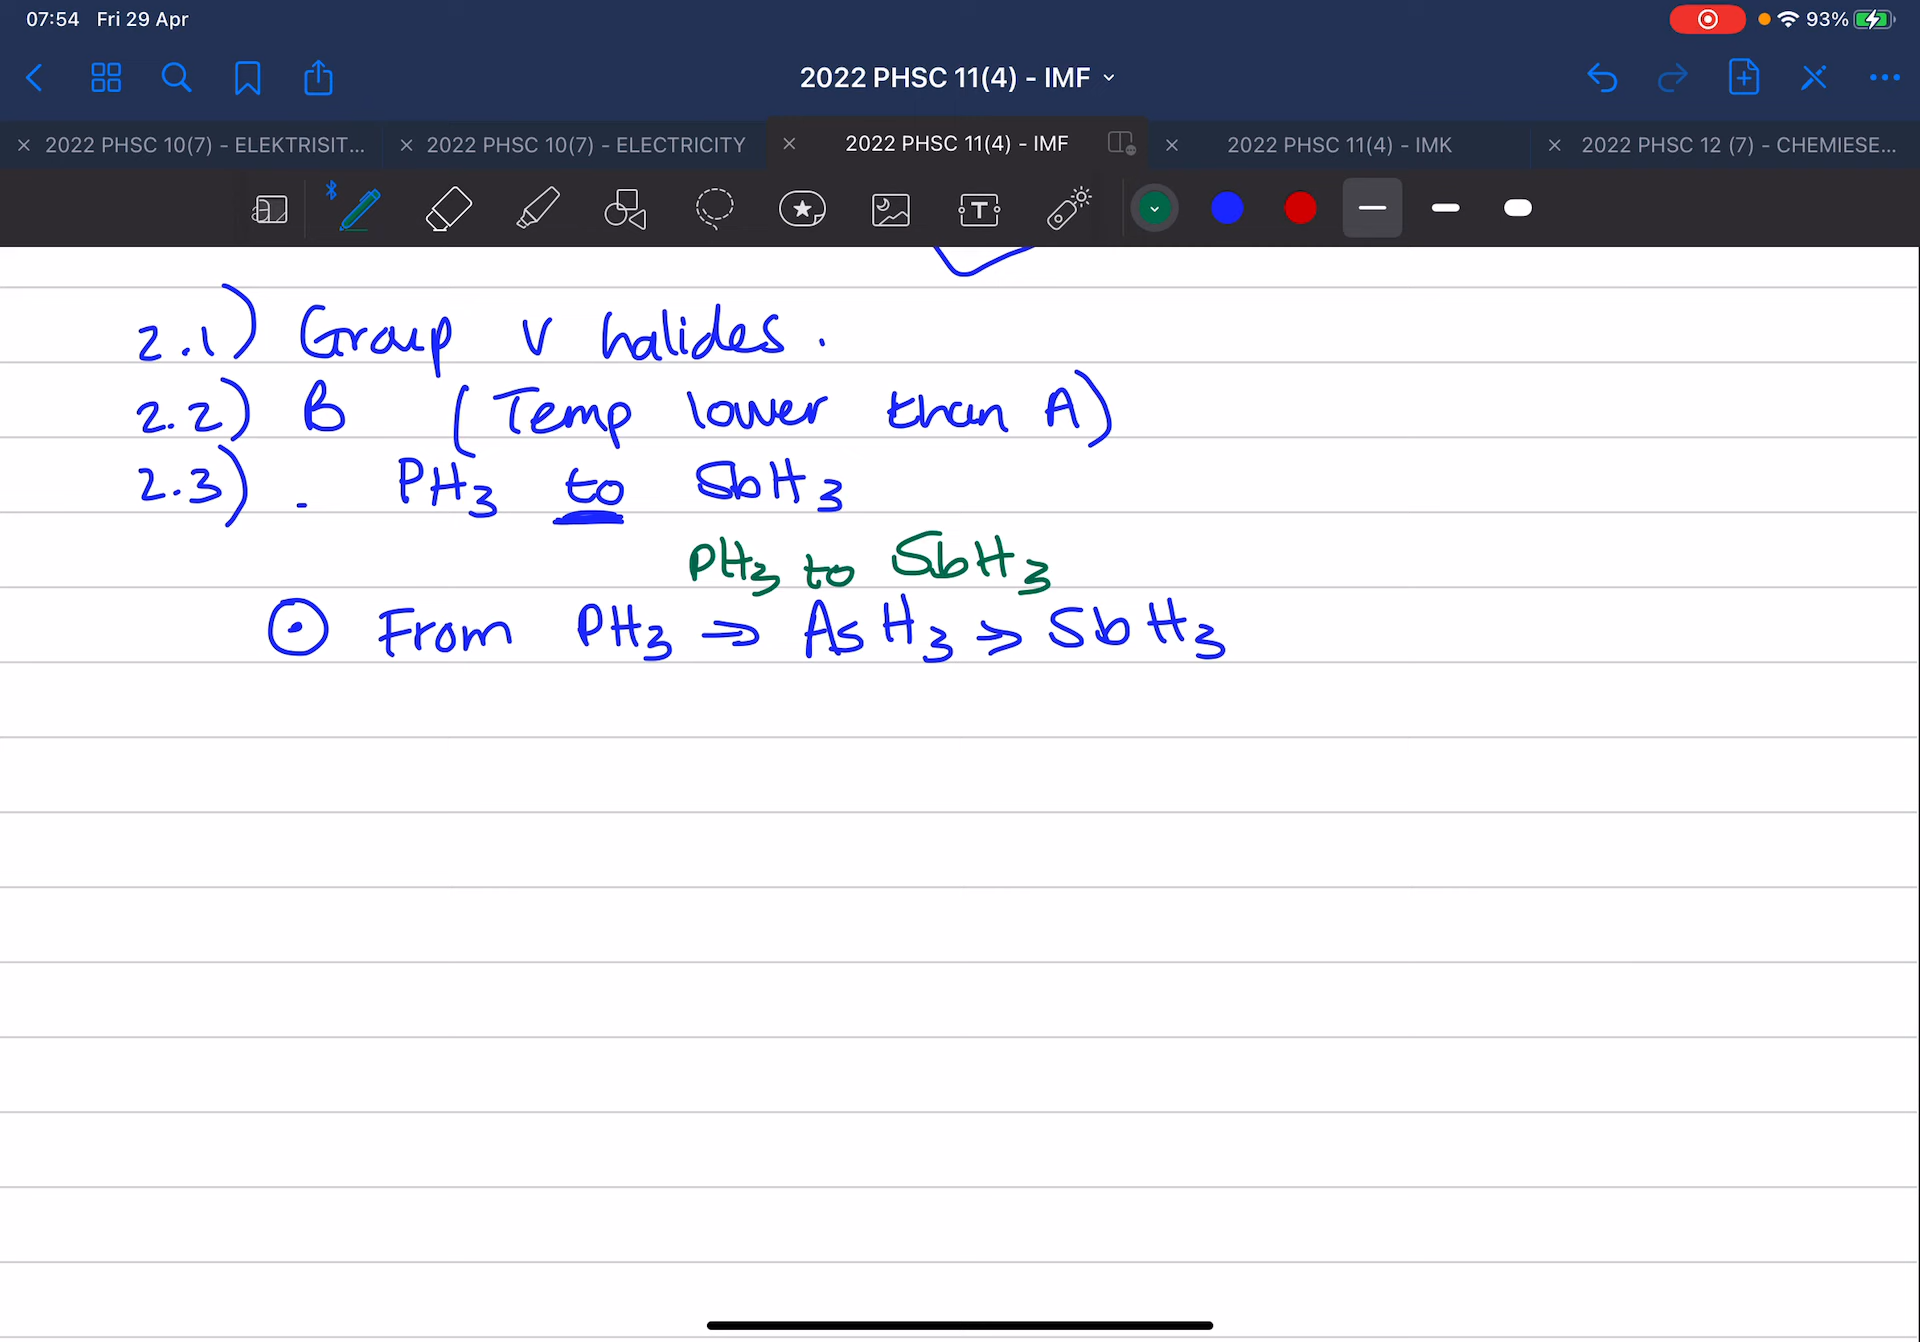 07:54 Fri 29 Apr 93%
2022 PHSC 11(4) - IMF
2022 PHSC 10(7) - ELEKTRISIT... 2022 PHSC 10(7) - ELECTRICITY 2022 PHSC 11(4) - IMF 2022 PHSC 11(4) - IMK 2022 PHSC 12 (7) - CHEMIESE...
T
2.1) Group V halides.
2.2) B (Temp lower than A)
2.3) . PH3 to SbH3
PH3 to SbH3
⊙ From PH3 → AsH3 → SbH3